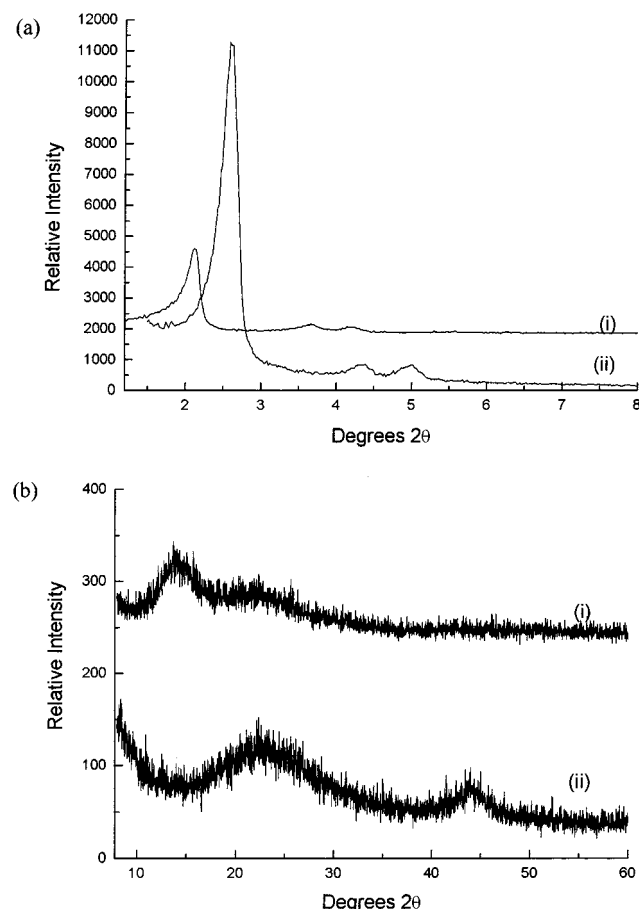 (a)
12000
11000
10000
9000
8000
7000
6000
5000
4000
3000
2000
1000
0
Relative Intensity
(i)
(ii)
2 3 4 5 6 7 8
Degrees 2θ
(b)
400
300
200
100
0
Relative Intensity
(i)
(ii)
10 20 30 40 50 60
Degrees 2θ